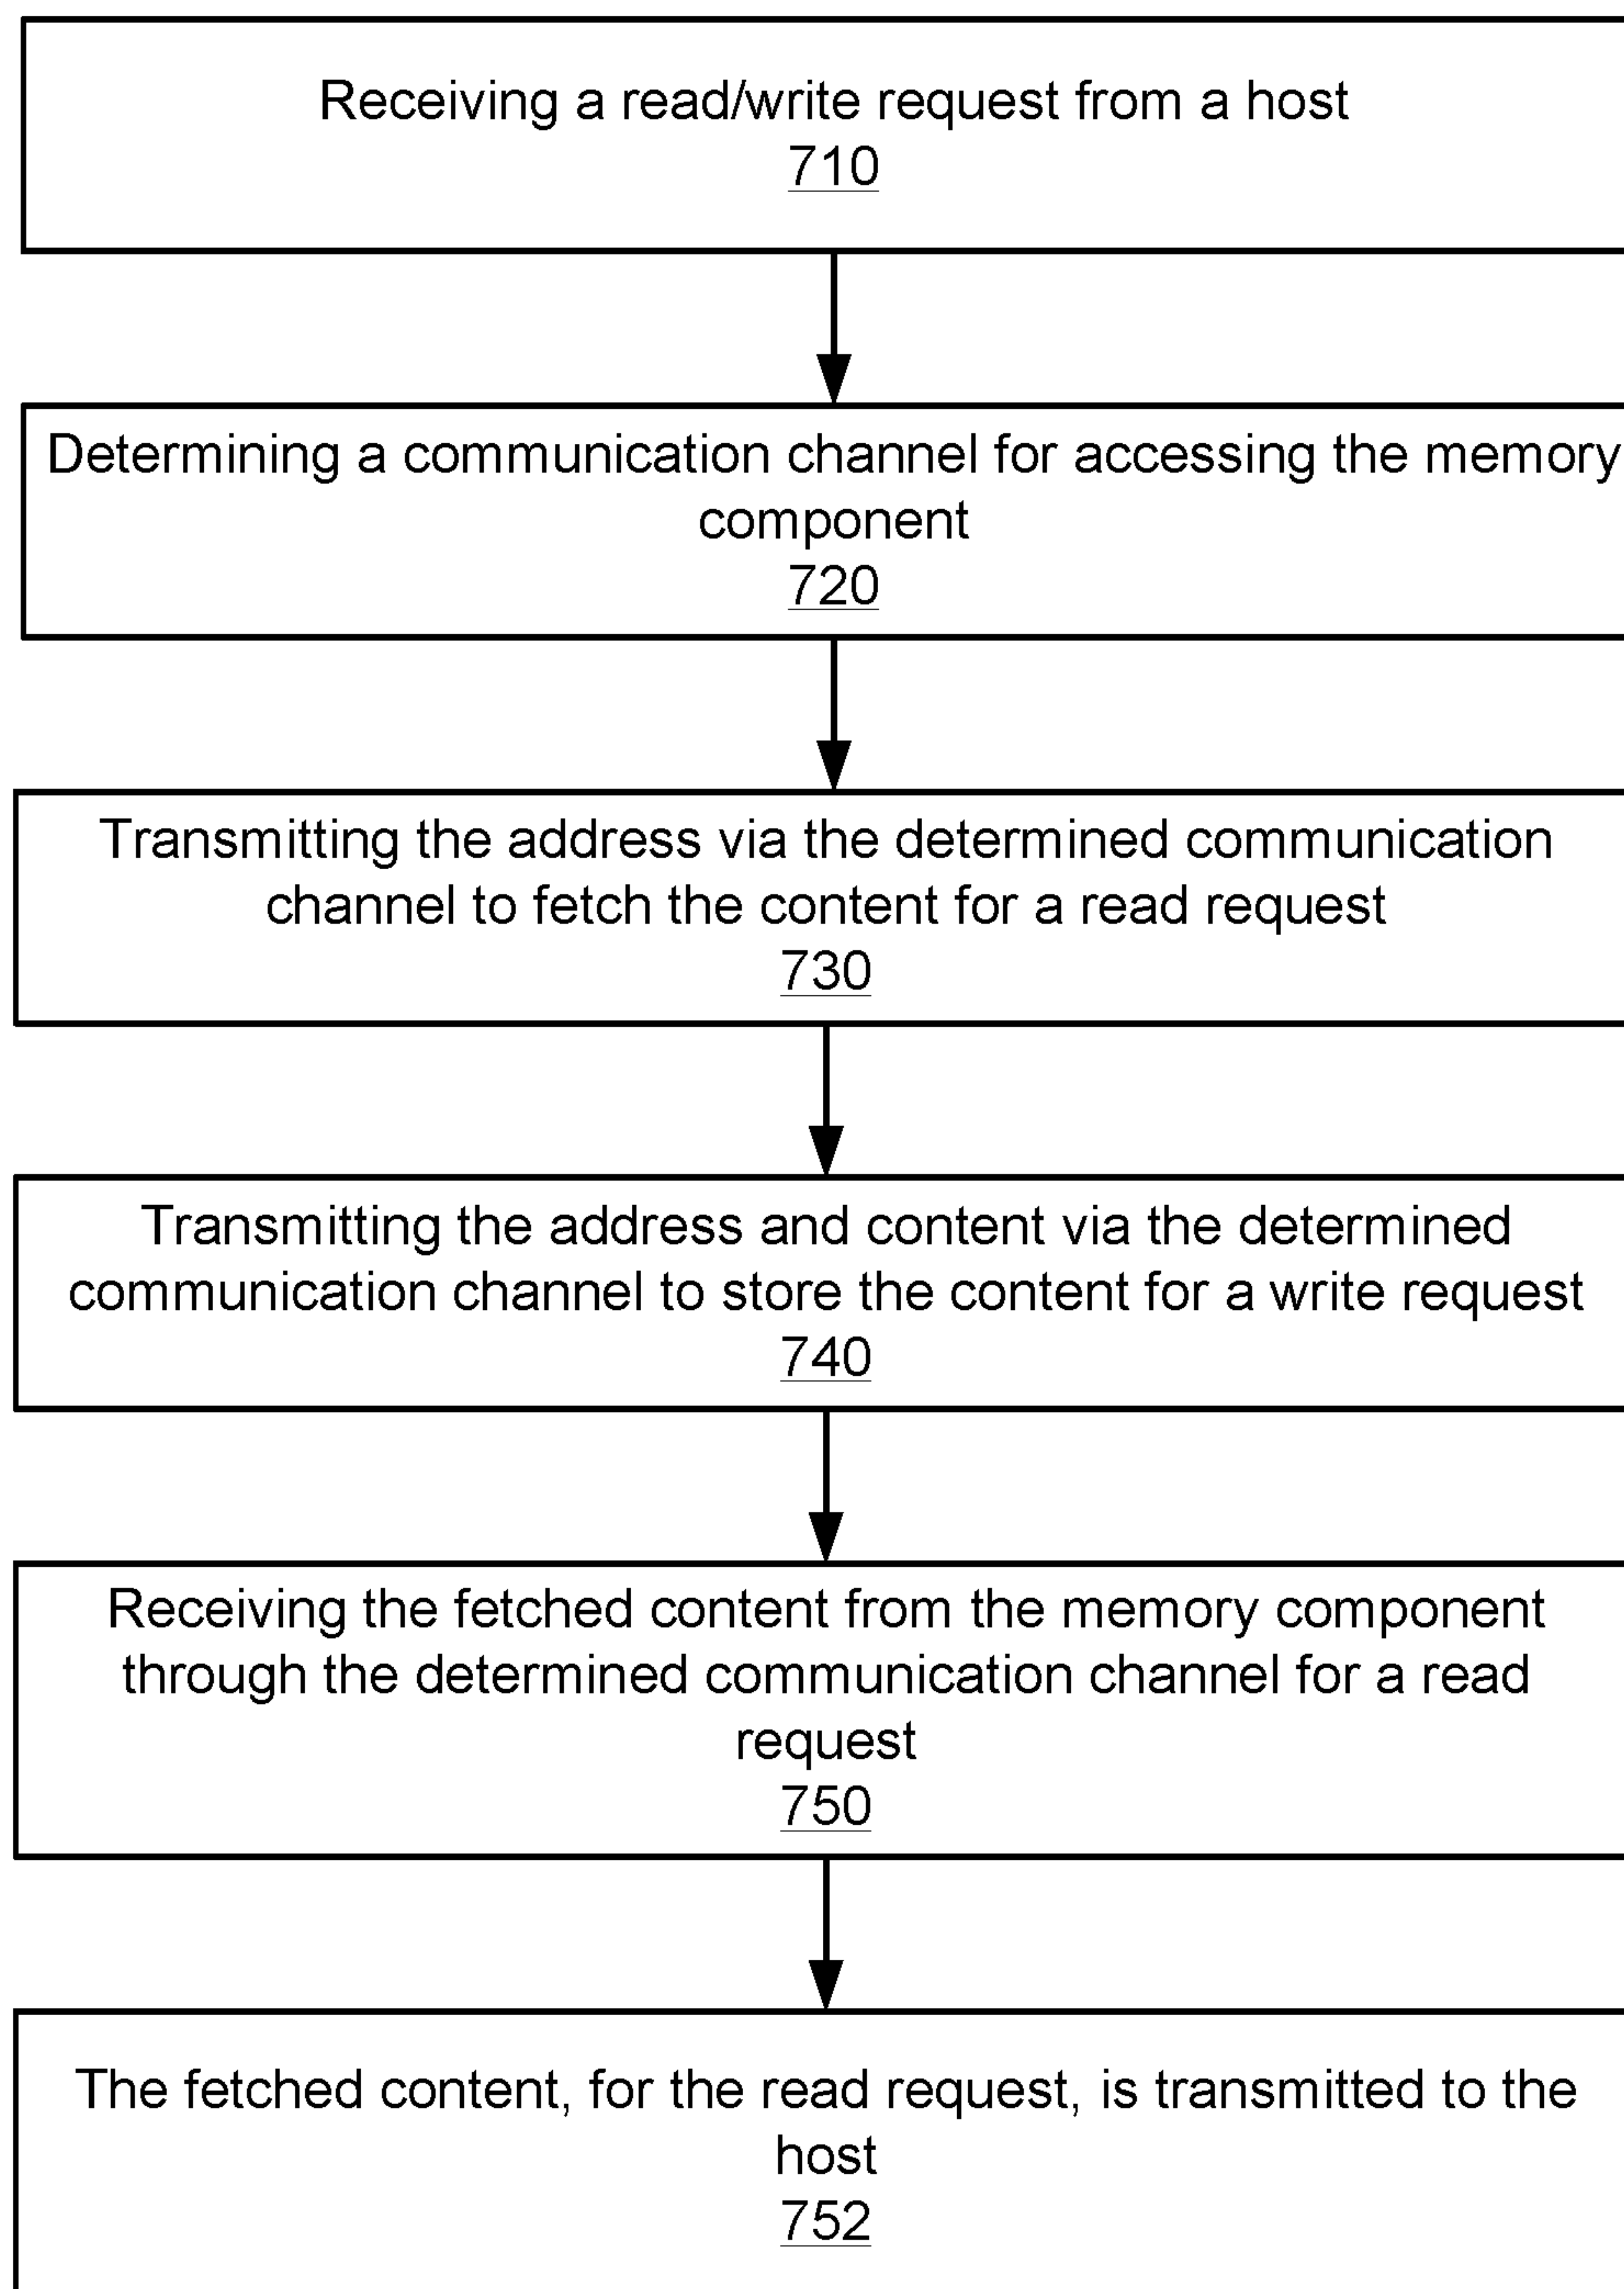 Receiving a read/write request from a host
710
Determining a communication channel for accessing the memory
component
720
Transmitting the address via the determined communication
channel to fetch the content for a read request
730
Transmitting the address and content via the determined
communication channel to store the content for a write request
740
Receiving the fetched content from the memory component
through the determined communication channel for a read
request
750
The fetched content, for the read request, is transmitted to the
host
752